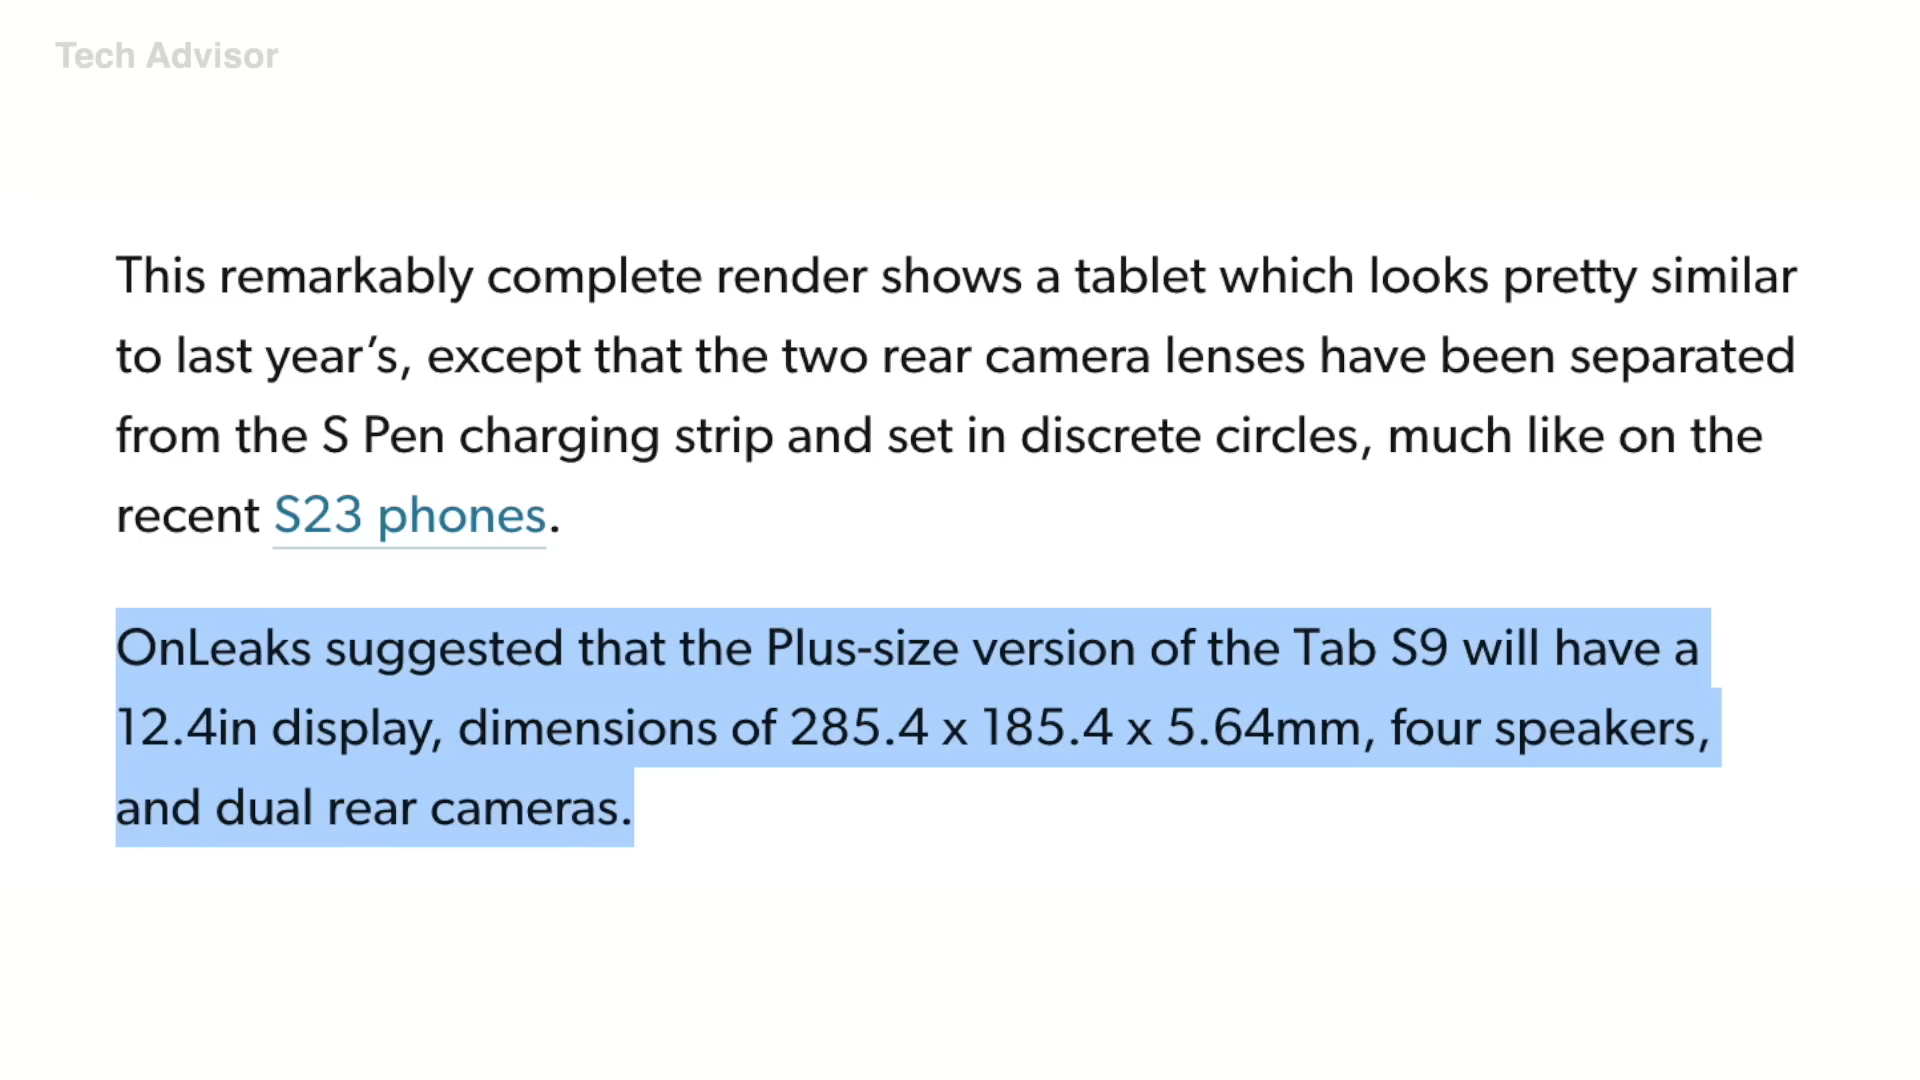 Tech Advisor
This remarkably complete render shows a tablet which looks pretty similar
to last year’s, except that the two rear camera lenses have been separated
from the S Pen charging strip and set in discrete circles, much like on the
recent S23 phones.
OnLeaks suggested that the Plus-size version of the Tab S9 will have a
12.4in display, dimensions of 285.4 x 185.4 x 5.64mm, four speakers,
and dual rear cameras.